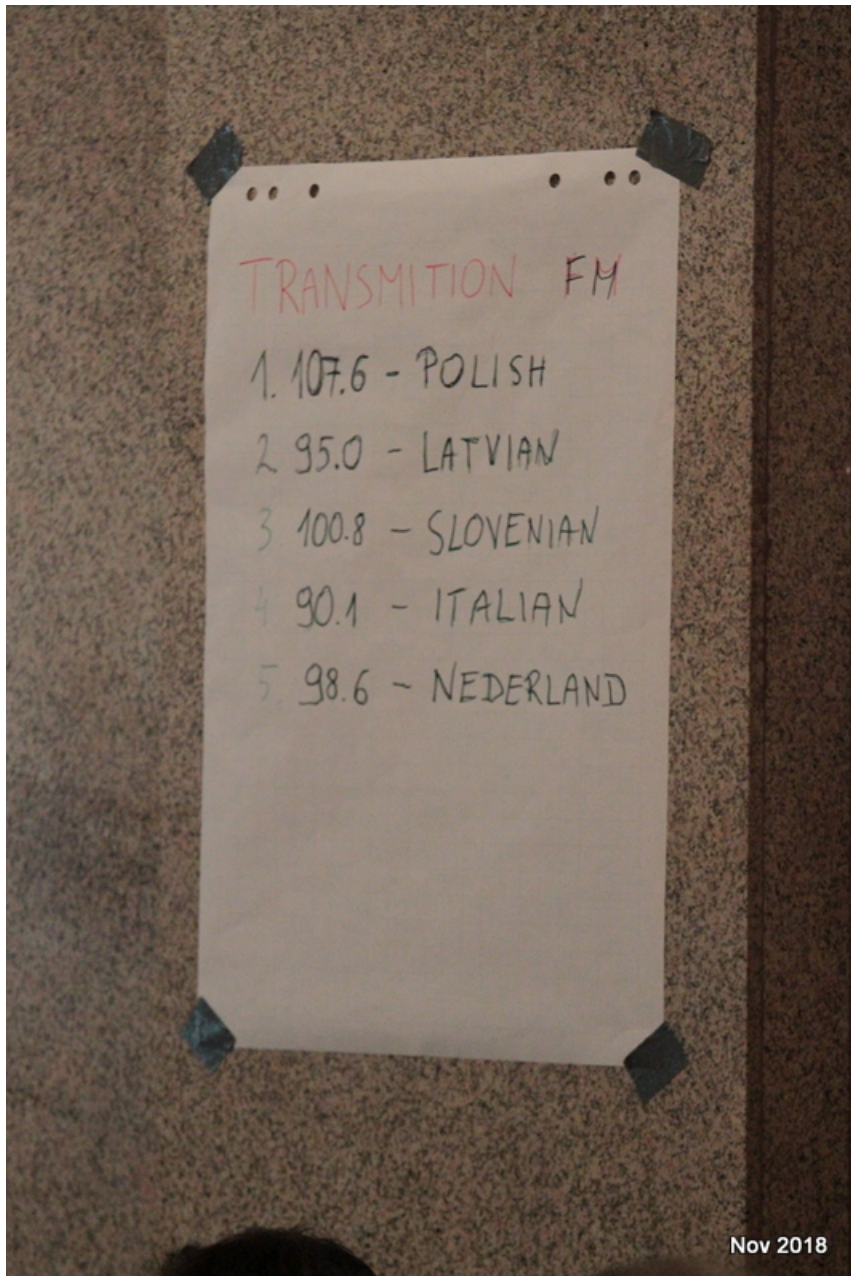 TRANSMITION FM
1. 107.6 - POLISH
2 95.0 - LATVIAN
3 100.8 - SLOVENIAN
4. 90.1 - ITALIAN
5. 98.6 - NEDERLAND
Nov 2018